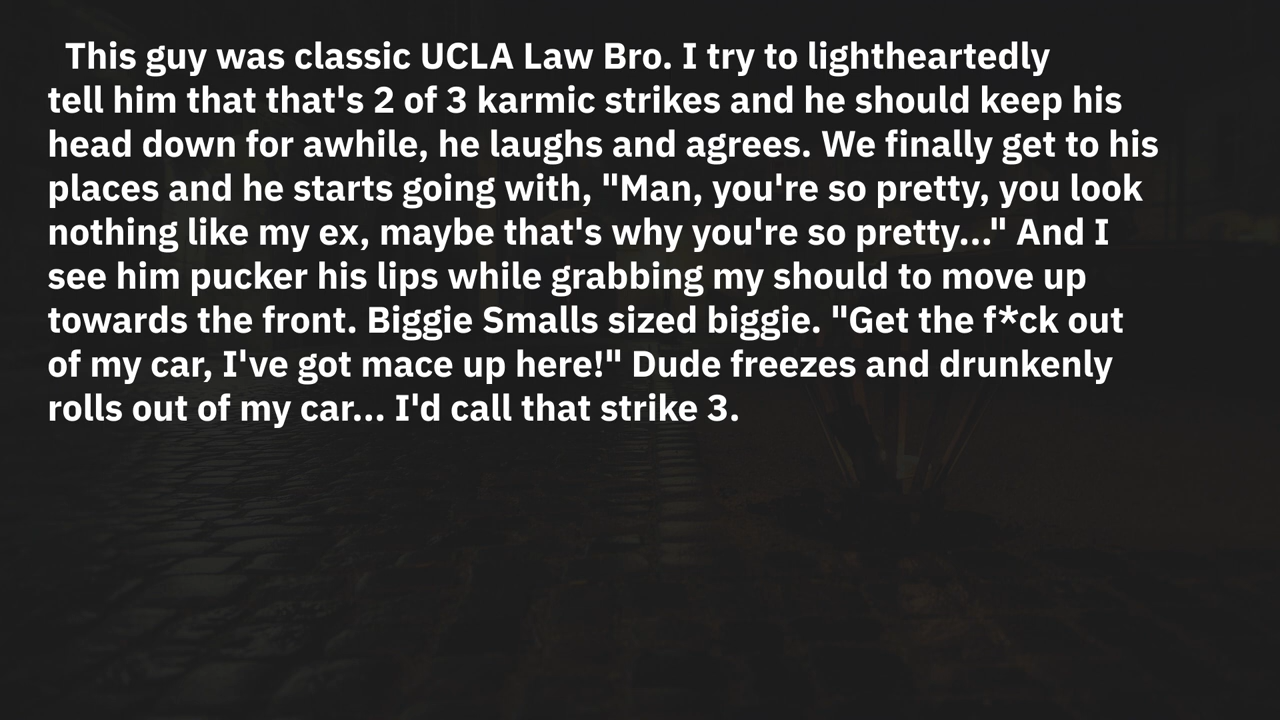 This guy was classic UCLA Law Bro. I try to lightheartedly
tell him that that's 2 of 3 karmic strikes and he should keep his
head down for awhile, he laughs and agrees. We finally get to his
places and he starts going with, "Man, you're so pretty, you look
nothing like my ex, maybe that's why you're so pretty..." And I
see him pucker his lips while grabbing my should to move up
towards the front. Biggie Smalls sized biggie. "Get the f*ck out
of my car, I've got mace up here!" Dude freezes and drunkenly
rolls out of my car... I'd call that strike 3.